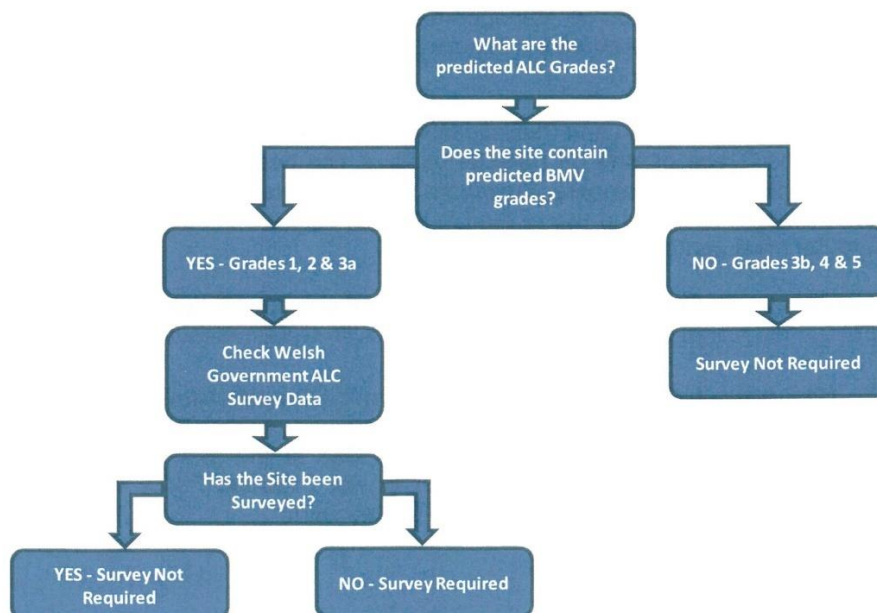 What are the
predicted ALC Grades?
Does the site contain
predicted BMV
grades?
YES - Grades 1, 2 & 3a
NO - Grades 3b, 4 & 5
Check Welsh
Government ALC
Survey Data
Survey Not Required
Has the Site been
Surveyed?
YES - Survey Not
Required
NO - Survey Required